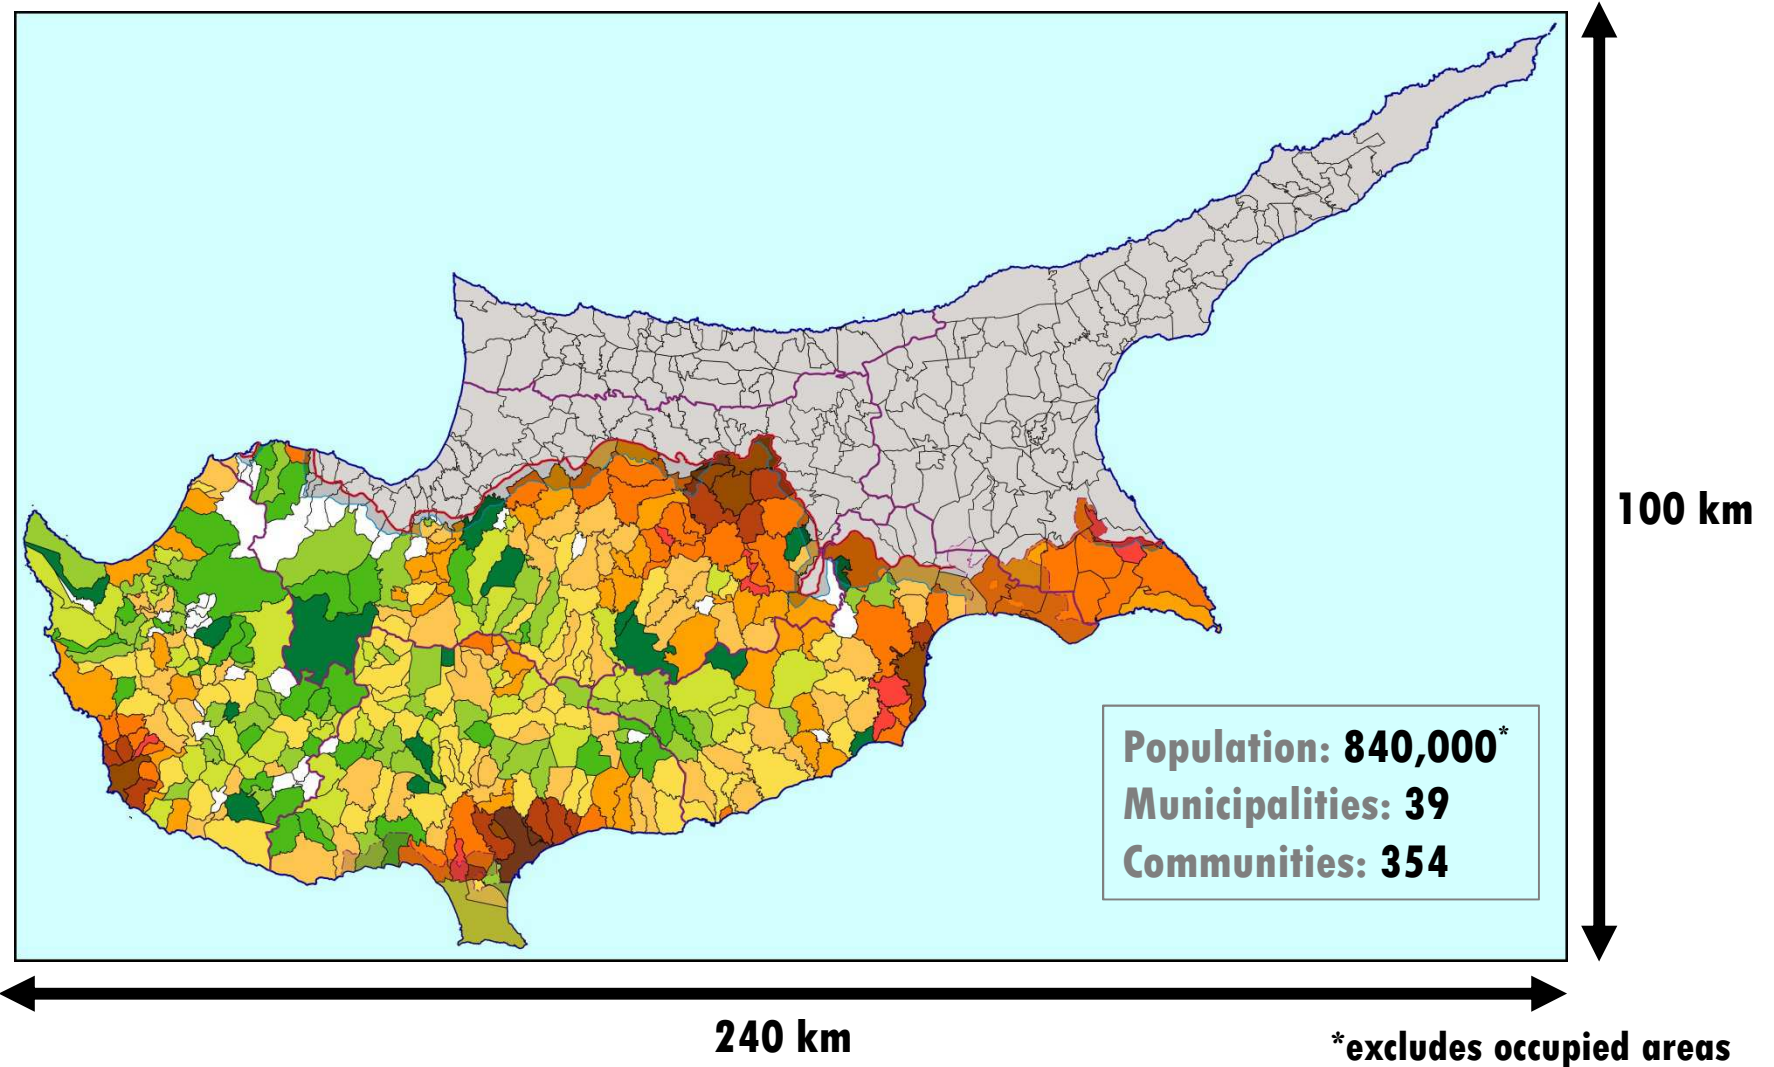 100 km
Population: 840,000*
Municipalities: 39
Communities: 354
240 km
*excludes occupied areas